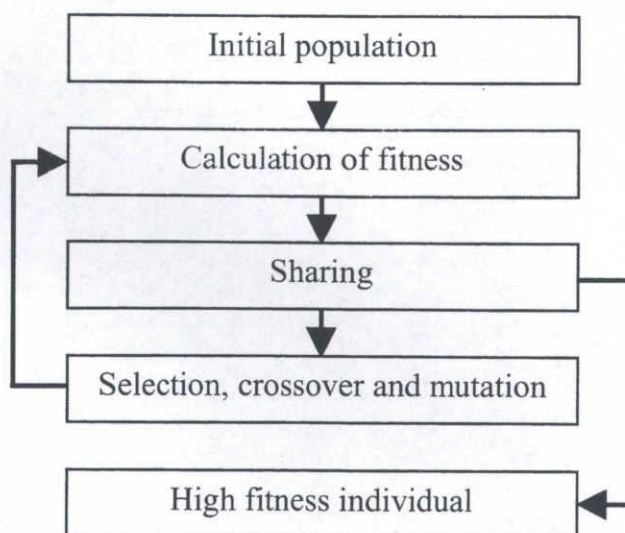 Initial population
Calculation of fitness
Sharing
Selection, crossover and mutation
High fitness individual